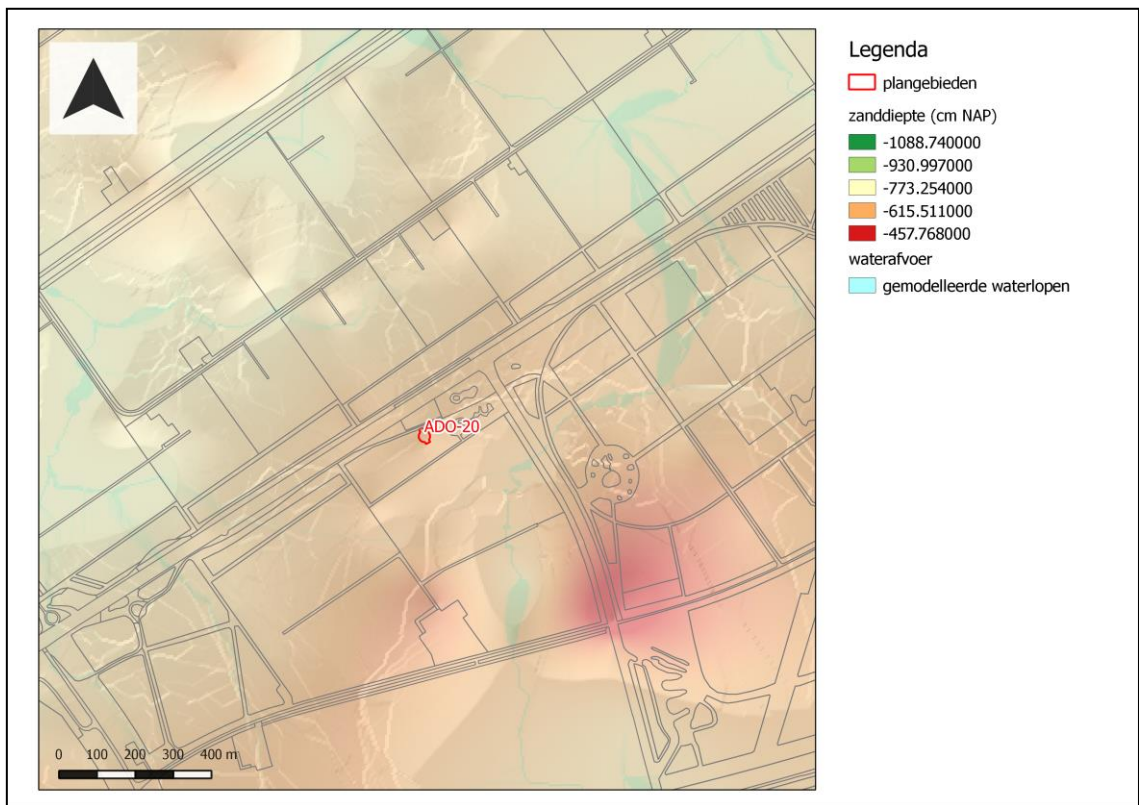 Legenda
plangebieden
zanddiepte (cm NAP)
-1088.740000
-930.997000
-773.254000
-615.511000
-457.768000
waterafvoer
gemodelleerde waterlopen
ADO-20
0 100 200 300 400 m